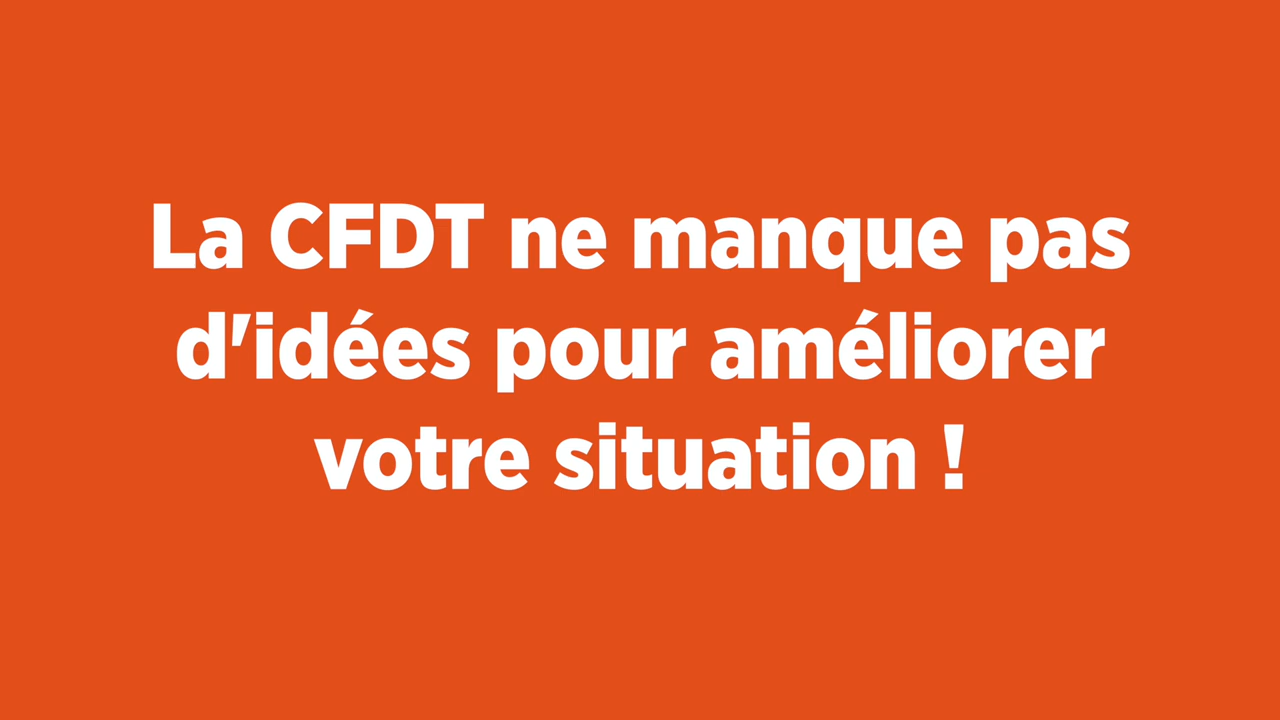 La CFDT ne manque pas
d'idées pour améliorer
votre situation !